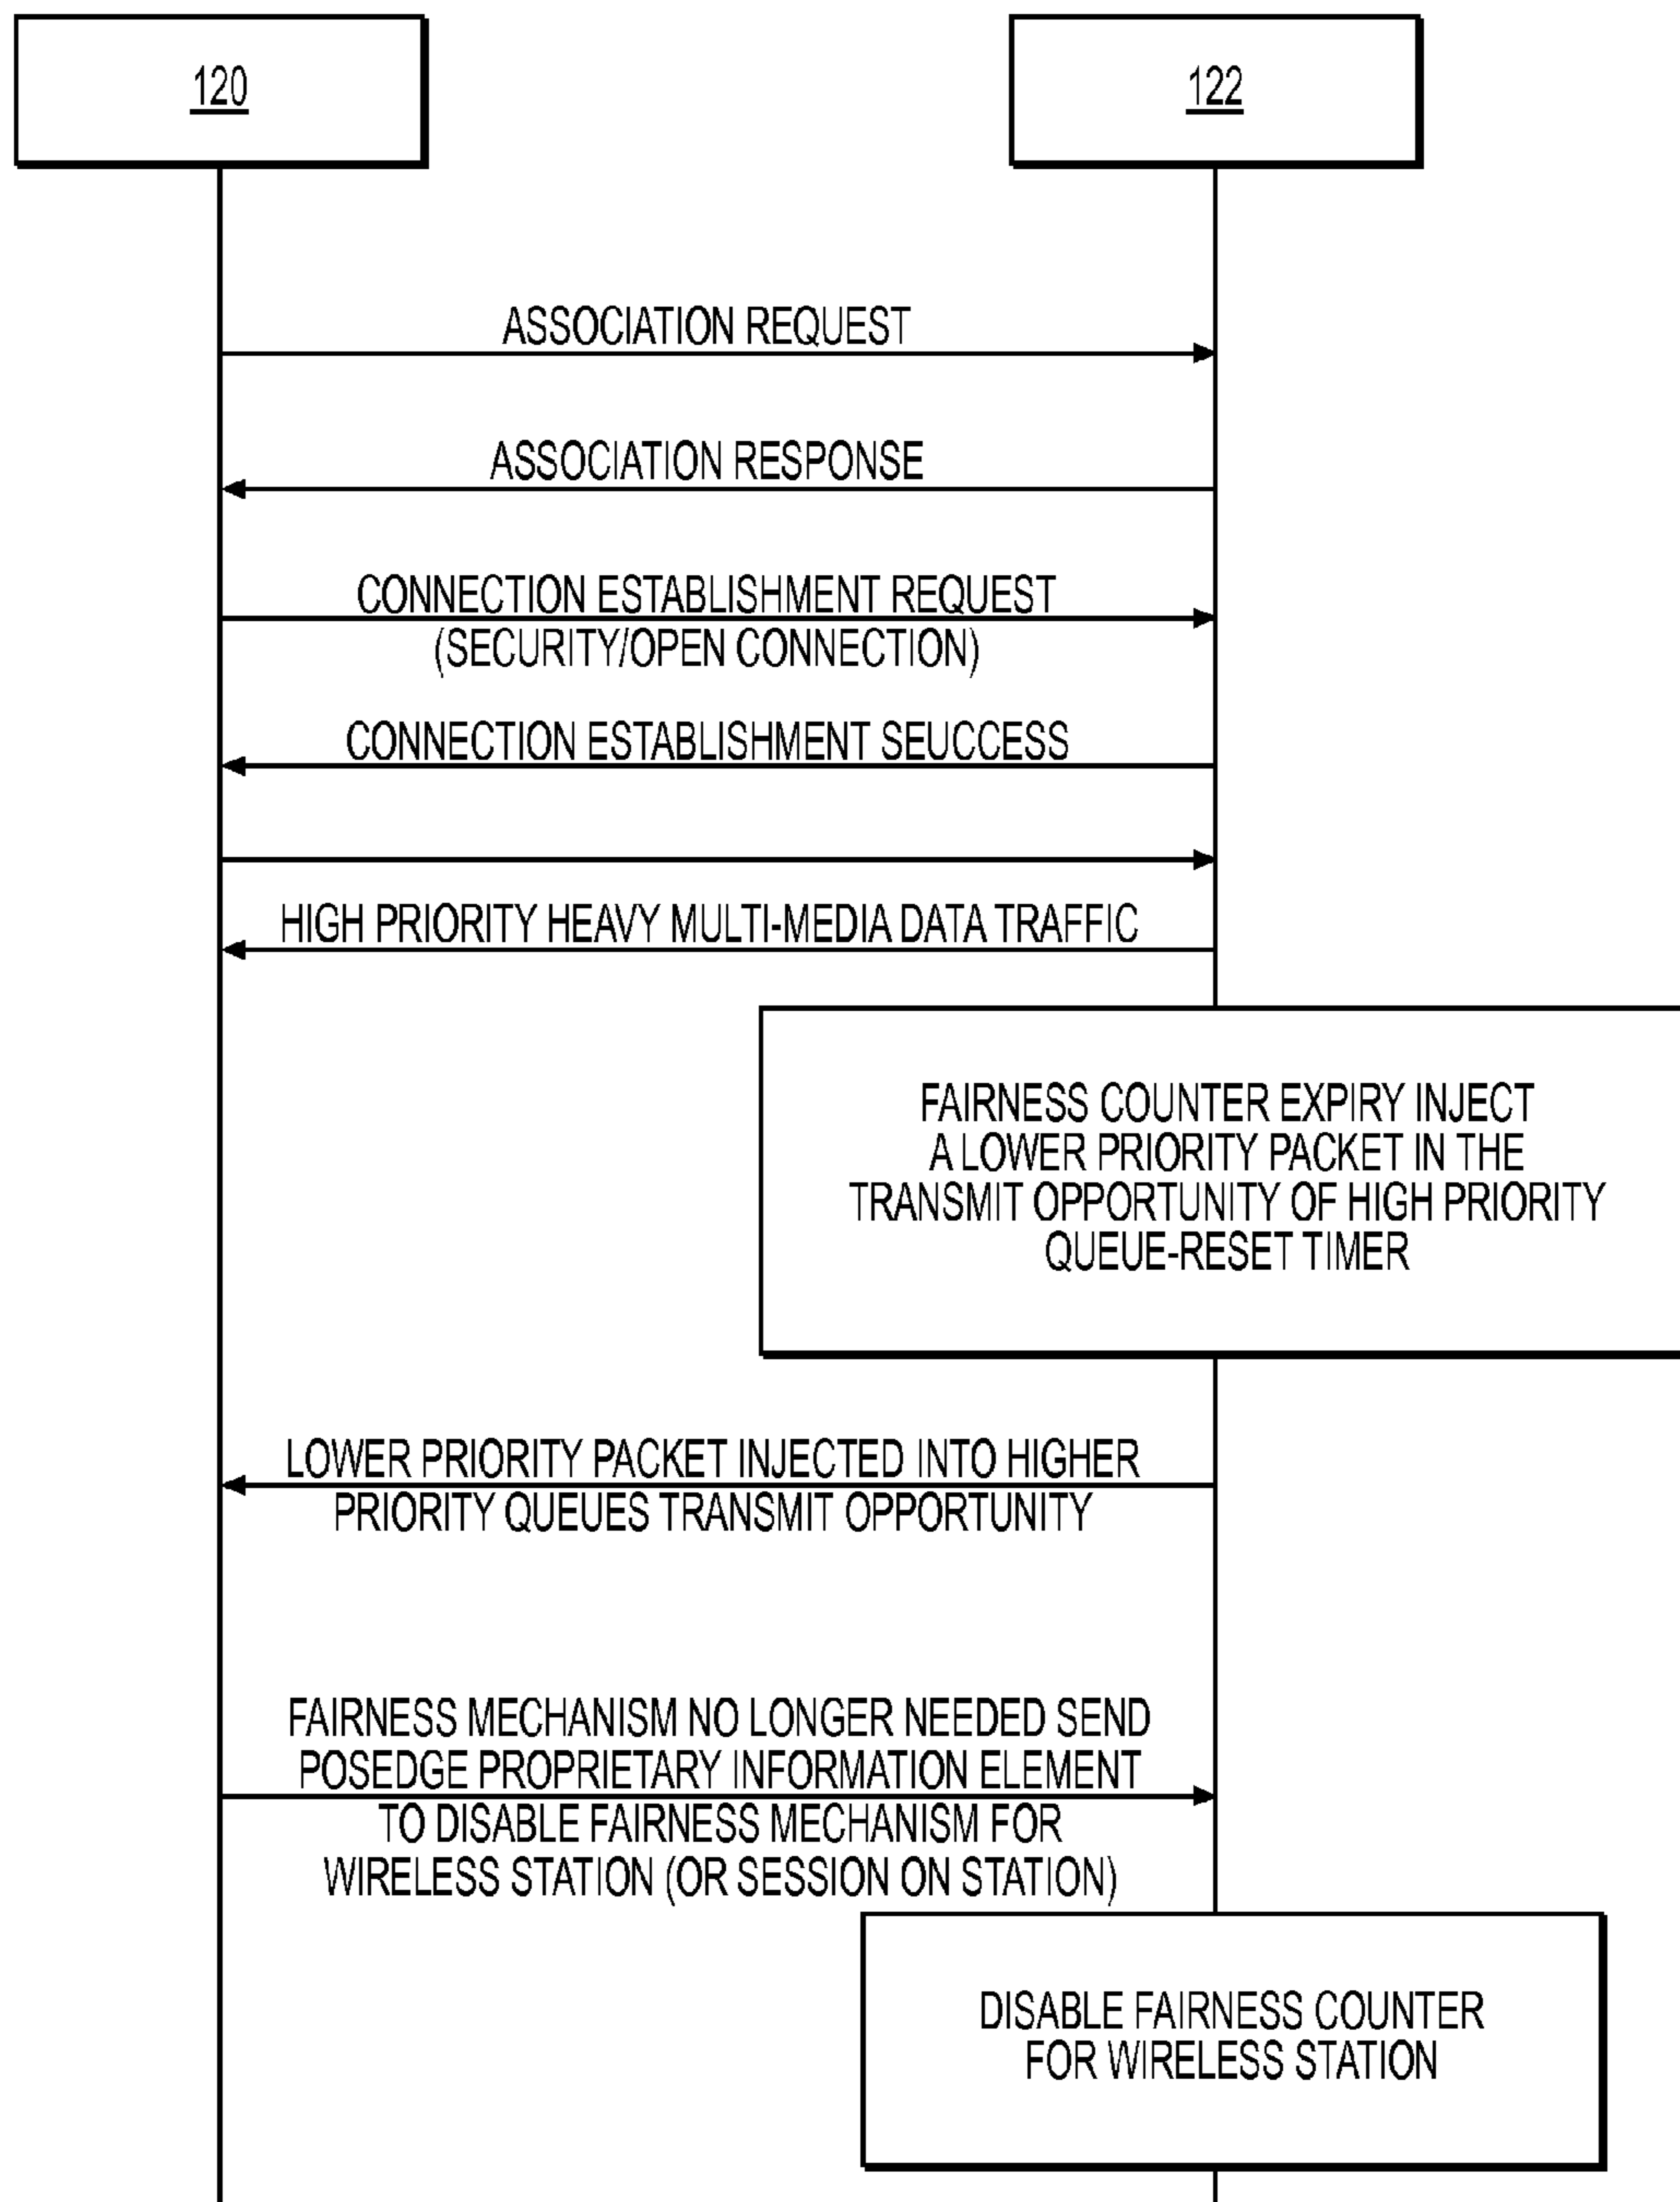 120
122
ASSOCIATION REQUEST
ASSOCIATION RESPONSE
CONNECTION ESTABLISHMENT REQUEST
(SECURITY/OPEN CONNECTION)
CONNECTION ESTABLISHMENT SEUCCESS
HIGH PRIORITY HEAVY MULTI-MEDIA DATA TRAFFIC
FAIRNESS COUNTER EXPIRY INJECT
A LOWER PRIORITY PACKET IN THE
TRANSMIT OPPORTUNITY OF HIGH PRIORITY
QUEUE-RESET TIMER
LOWER PRIORITY PACKET INJECTED INTO HIGHER
PRIORITY QUEUES TRANSMIT OPPORTUNITY
FAIRNESS MECHANISM NO LONGER NEEDED SEND
POSEDGE PROPRIETARY INFORMATION ELEMENT
TO DISABLE FAIRNESS MECHANISM FOR
WIRELESS STATION (OR SESSION ON STATION)
DISABLE FAIRNESS COUNTER
FOR WIRELESS STATION